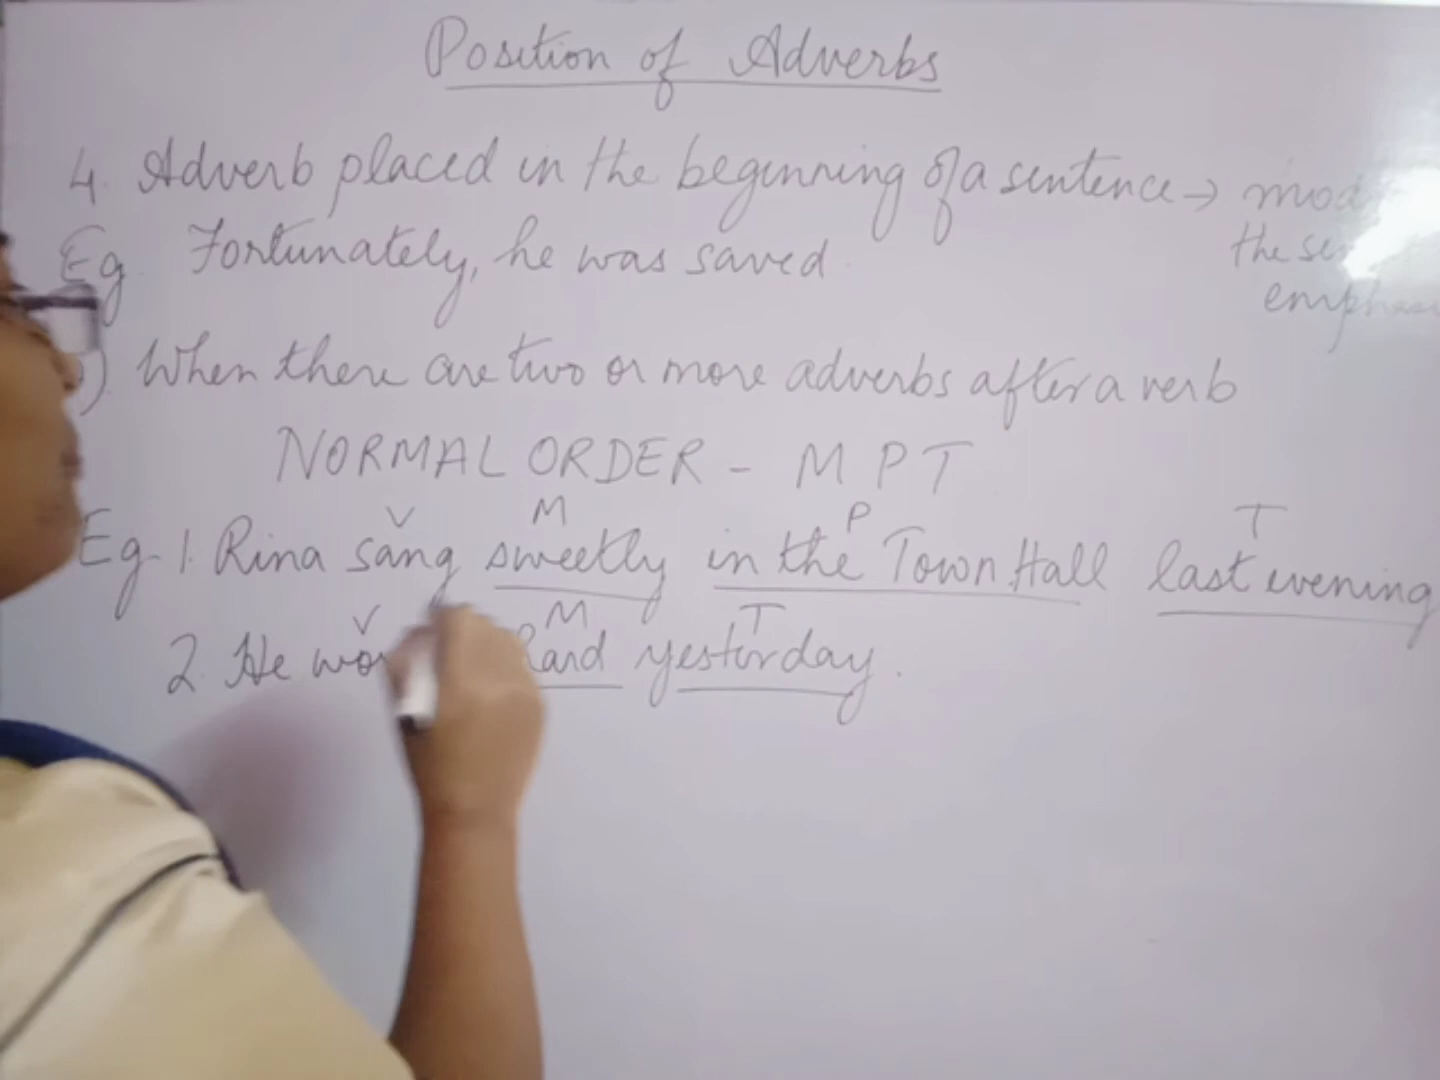 Position of Adverbs
4. Adverb placed in the beginning of a sentence →
the
Eg Fortunately, he was saved.
) When there are two or more adverbs after a verb
NORMAL ORDER - M P T
V M P T
Eg. 1. Rina sang sweetly in the Town Hall last evening
V M T
2. He hard yesterday.